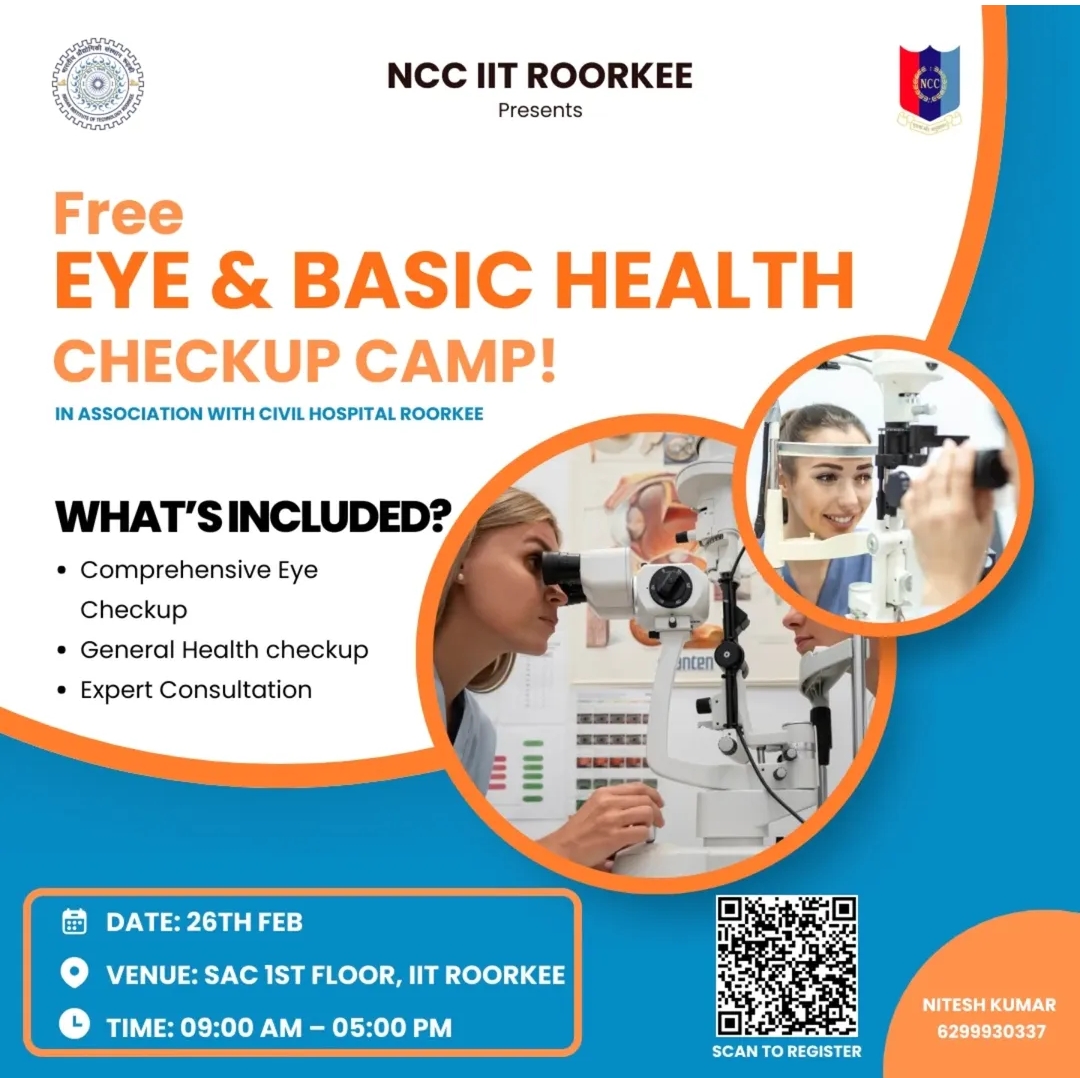 NCC IIT ROORKEE
Presents
NCC
Free
EYE & BASIC HEALTH
CHECKUP CAMP!
IN ASSOCIATION WITH CIVIL HOSPITAL ROORKEE
WHAT'S INCLUDED?
• Comprehensive Eye
Checkup
• General Health checkup
• Expert Consultation
DATE: 26TH FEB
VENUE: SAC 1ST FLOOR, IIT ROORKEE
TIME: 09:00 AM – 05:00 PM
SCAN TO REGISTER
NITESH KUMAR
6299930337